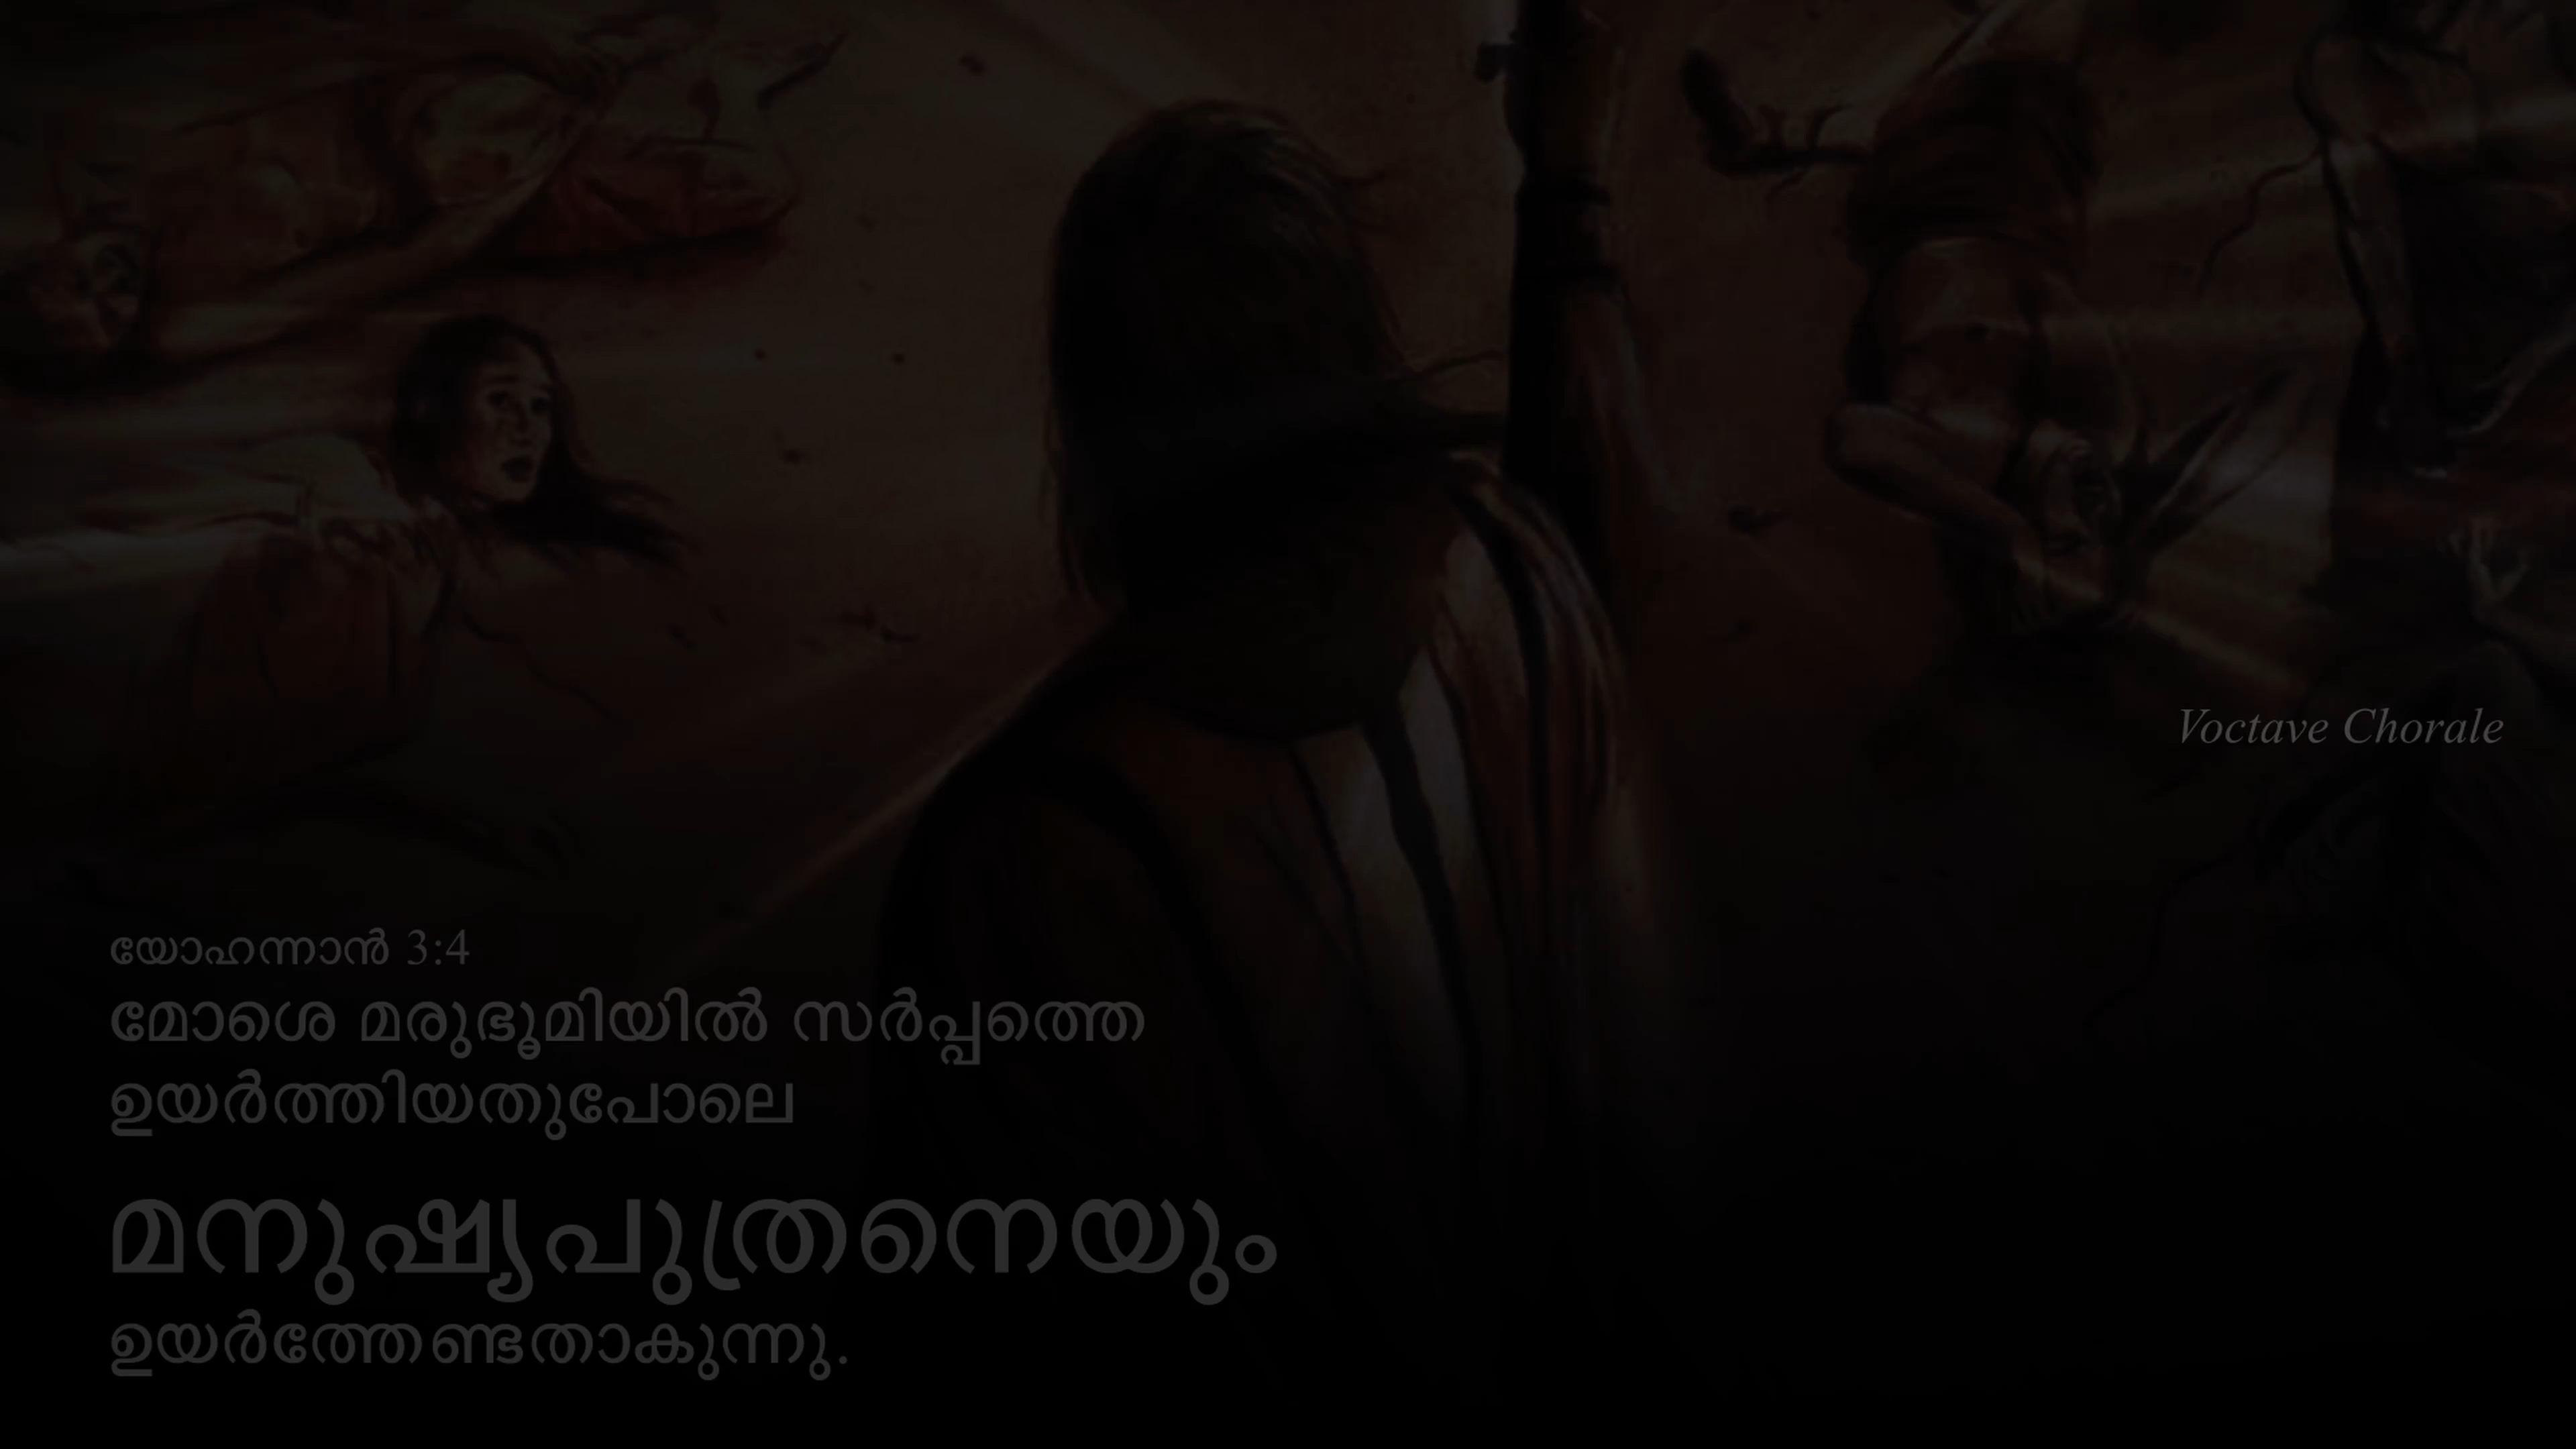 Voctave Chorale
യോഹന്നാൻ 3:4
മോശെ മരുഭൂമിയിൽ സർപ്പത്തെ
ഉയർത്തിയതുപോലെ
മനുഷ്യപുത്രനെയും
ഉയർത്തേണ്ടതാകുന്നു.